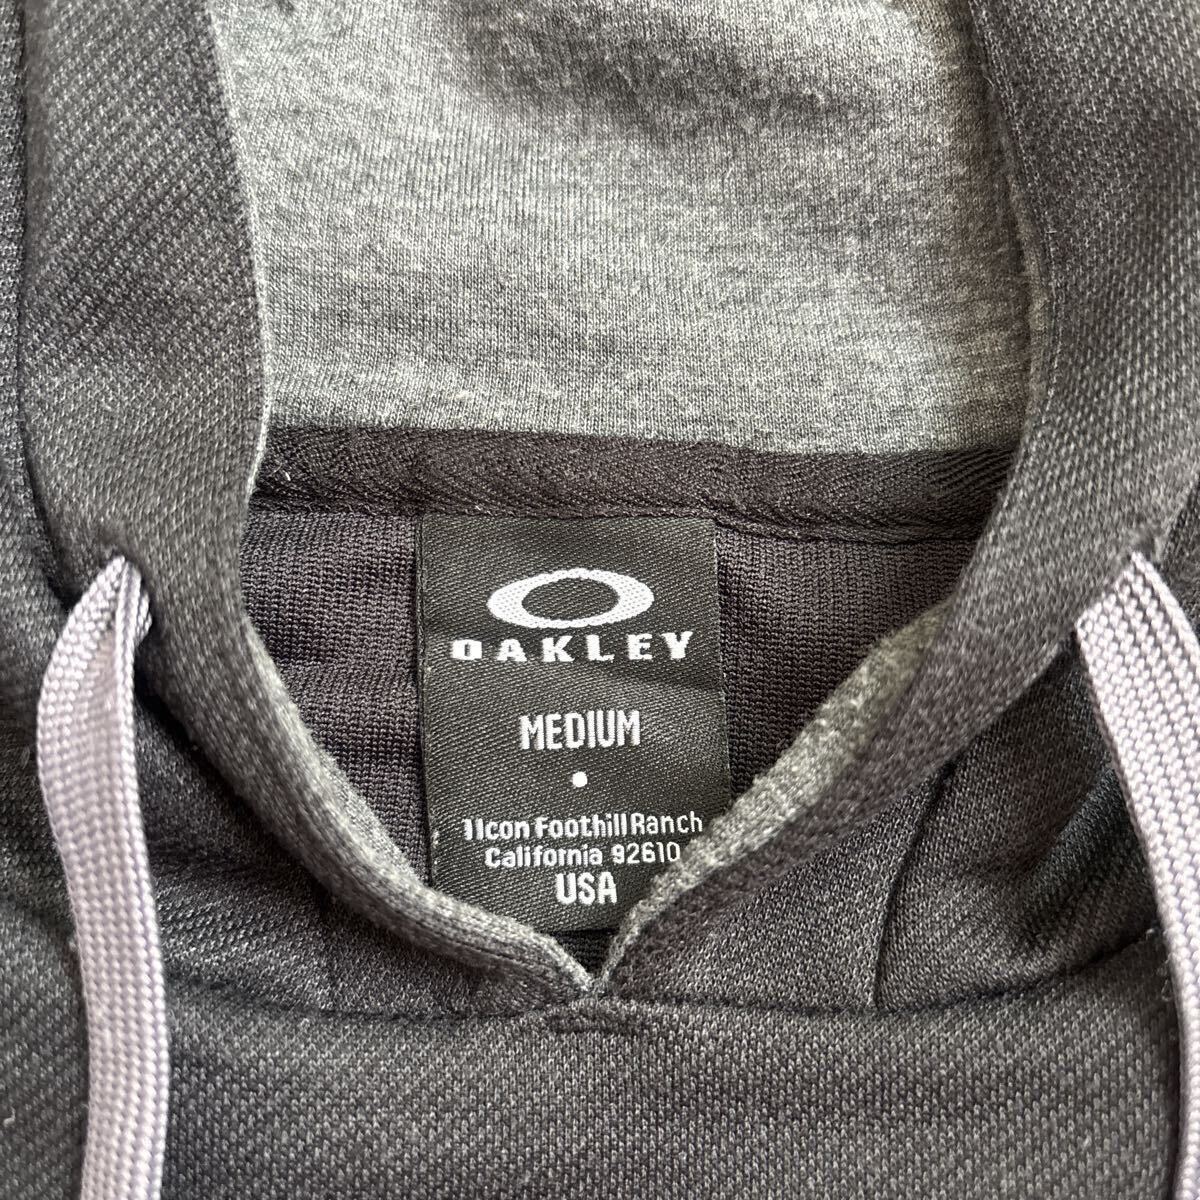 OAKLEY
MEDIUM
1 Icon Foothill Ranch
California 92610
USA